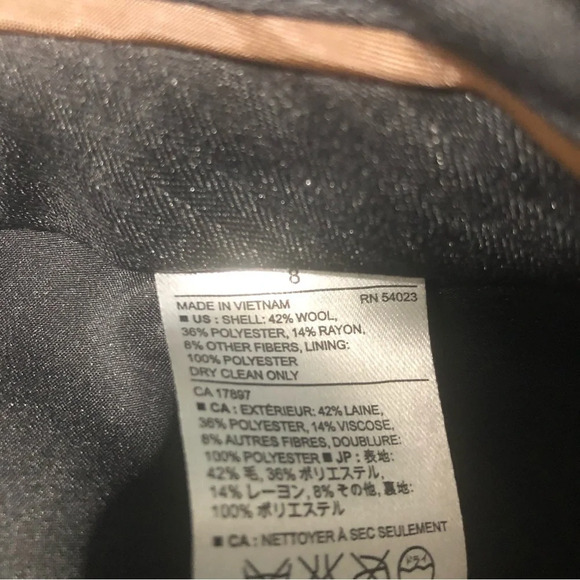 8
MADE IN VIETNAM RN 54023
■ US : SHELL: 42% WOOL,
36% POLYESTER, 14% RAYON,
8% OTHER FIBERS, LINING:
100% POLYESTER
DRY CLEAN ONLY
CA 17897
■ CA : EXTÉRIEUR: 42% LAINE,
36% POLYESTER, 14% VISCOSE,
8% AUTRES FIBRES, DOUBLURE:
100% POLYESTER ■ JP : 表地:
42% 毛, 36% ポリエステル,
14% レーヨン, 8% その他, 裏地:
100% ポリエステル
■ CA : NETTOYER À SEC SEULEMENT
ドライ